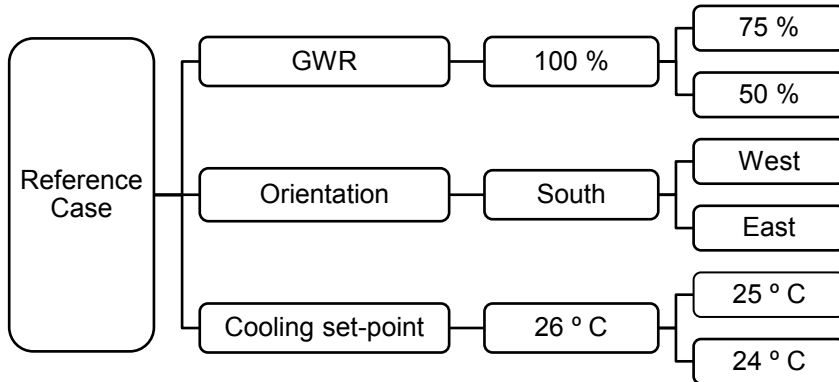 Reference
Case
GWR
100 %
75 %
50 %
Orientation
South
West
East
Cooling set-point
26 º C
25 º C
24 º C